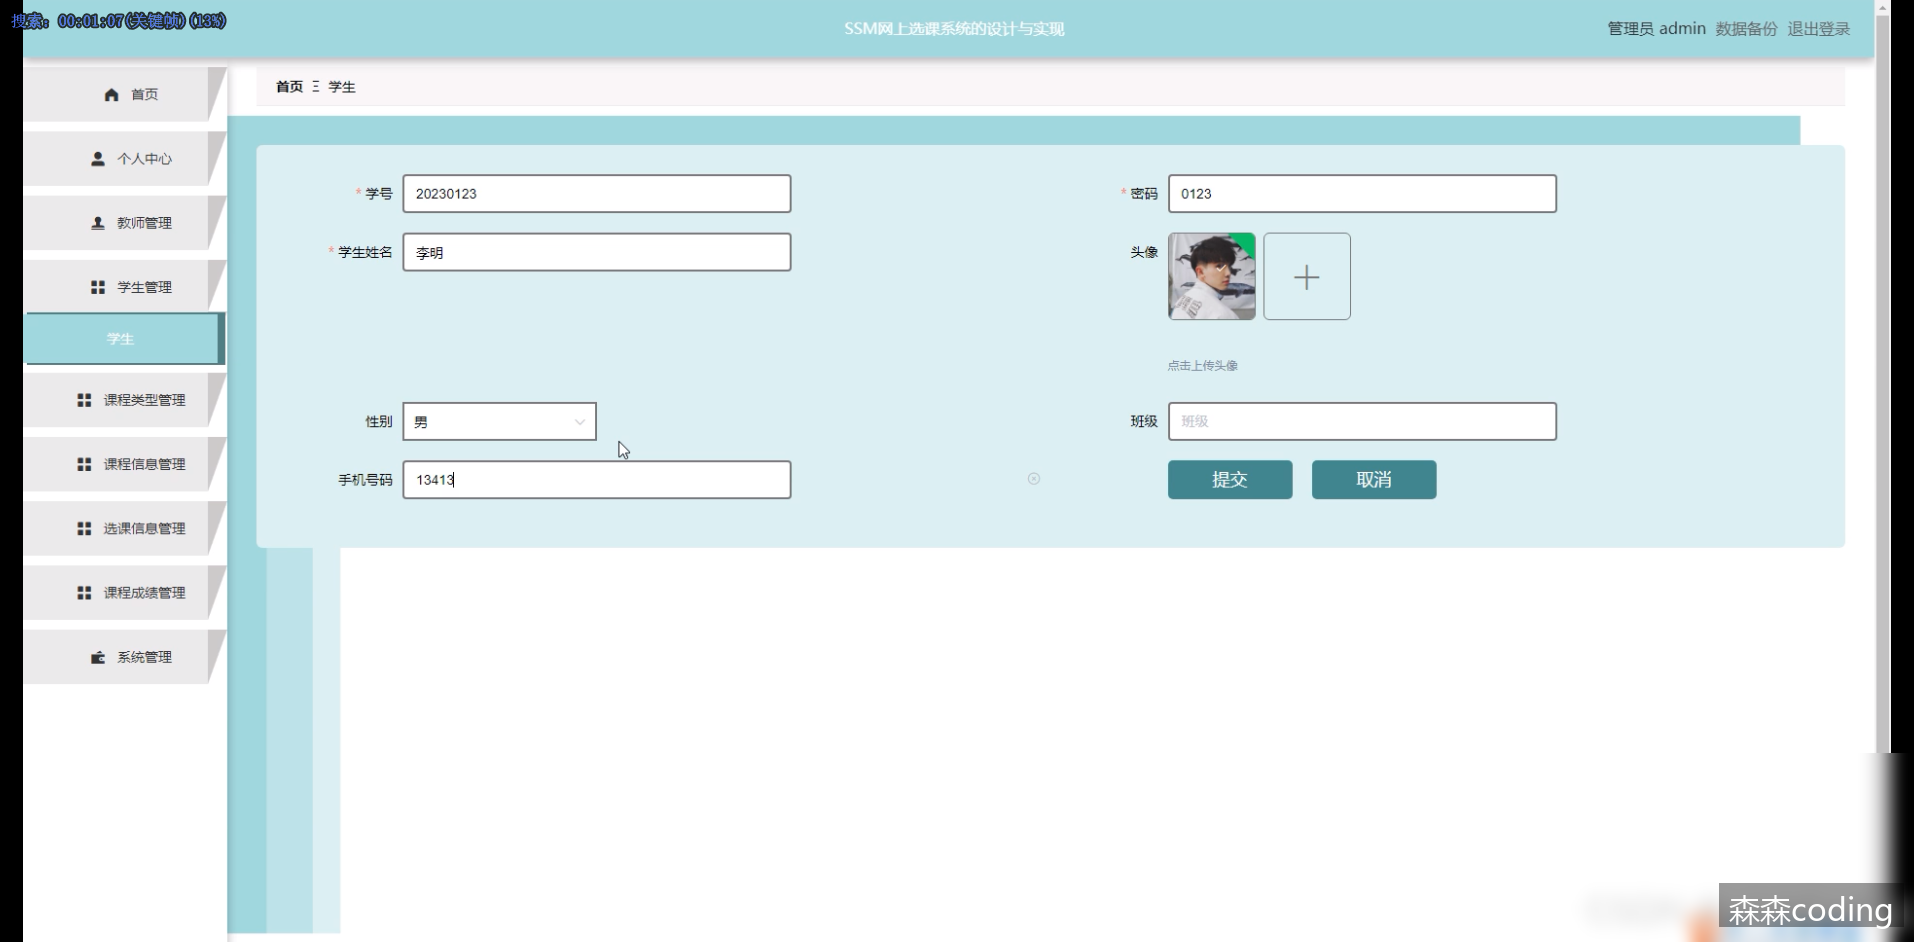 搜索: 00:01:07(关键帧)(13%)
SSM网上选课系统的设计与实现
管理员 admin 数据备份 退出登录
首页
个人中心
教师管理
学生管理
学生
课程类型管理
课程信息管理
选课信息管理
课程成绩管理
系统管理
首页 Ξ 学生
* 学号 20230123
* 密码 0123
* 学生姓名 李明
头像
点击上传头像
性别 男
班级 班级
手机号码 13413
提交 取消
森森coding